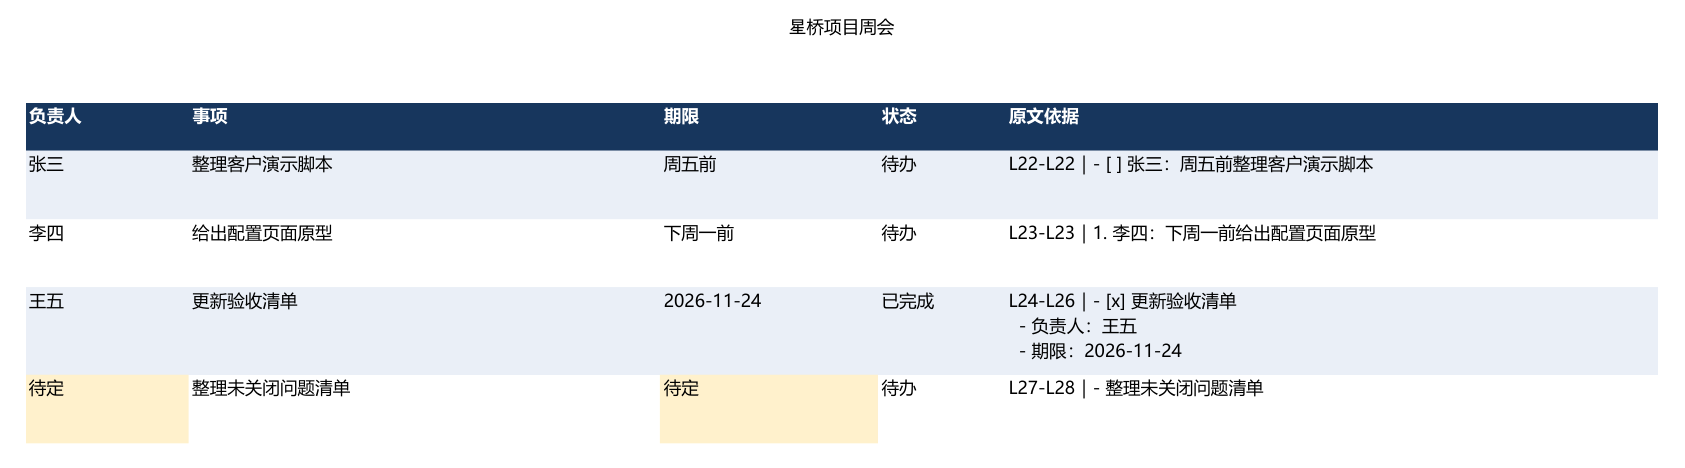 星桥项目周会
负责人 事项 期限 状态 原文依据
张三 整理客户演示脚本 周五前 待办 L22-L22 | - [ ] 张三：周五前整理客户演示脚本
李四 给出配置页面原型 下周一前 待办 L23-L23 | 1. 李四：下周一前给出配置页面原型
王五 更新验收清单 2026-11-24 已完成 L24-L26 | - [x] 更新验收清单
- 负责人：王五
- 期限：2026-11-24
待定 整理未关闭问题清单 待定 待办 L27-L28 | - 整理未关闭问题清单